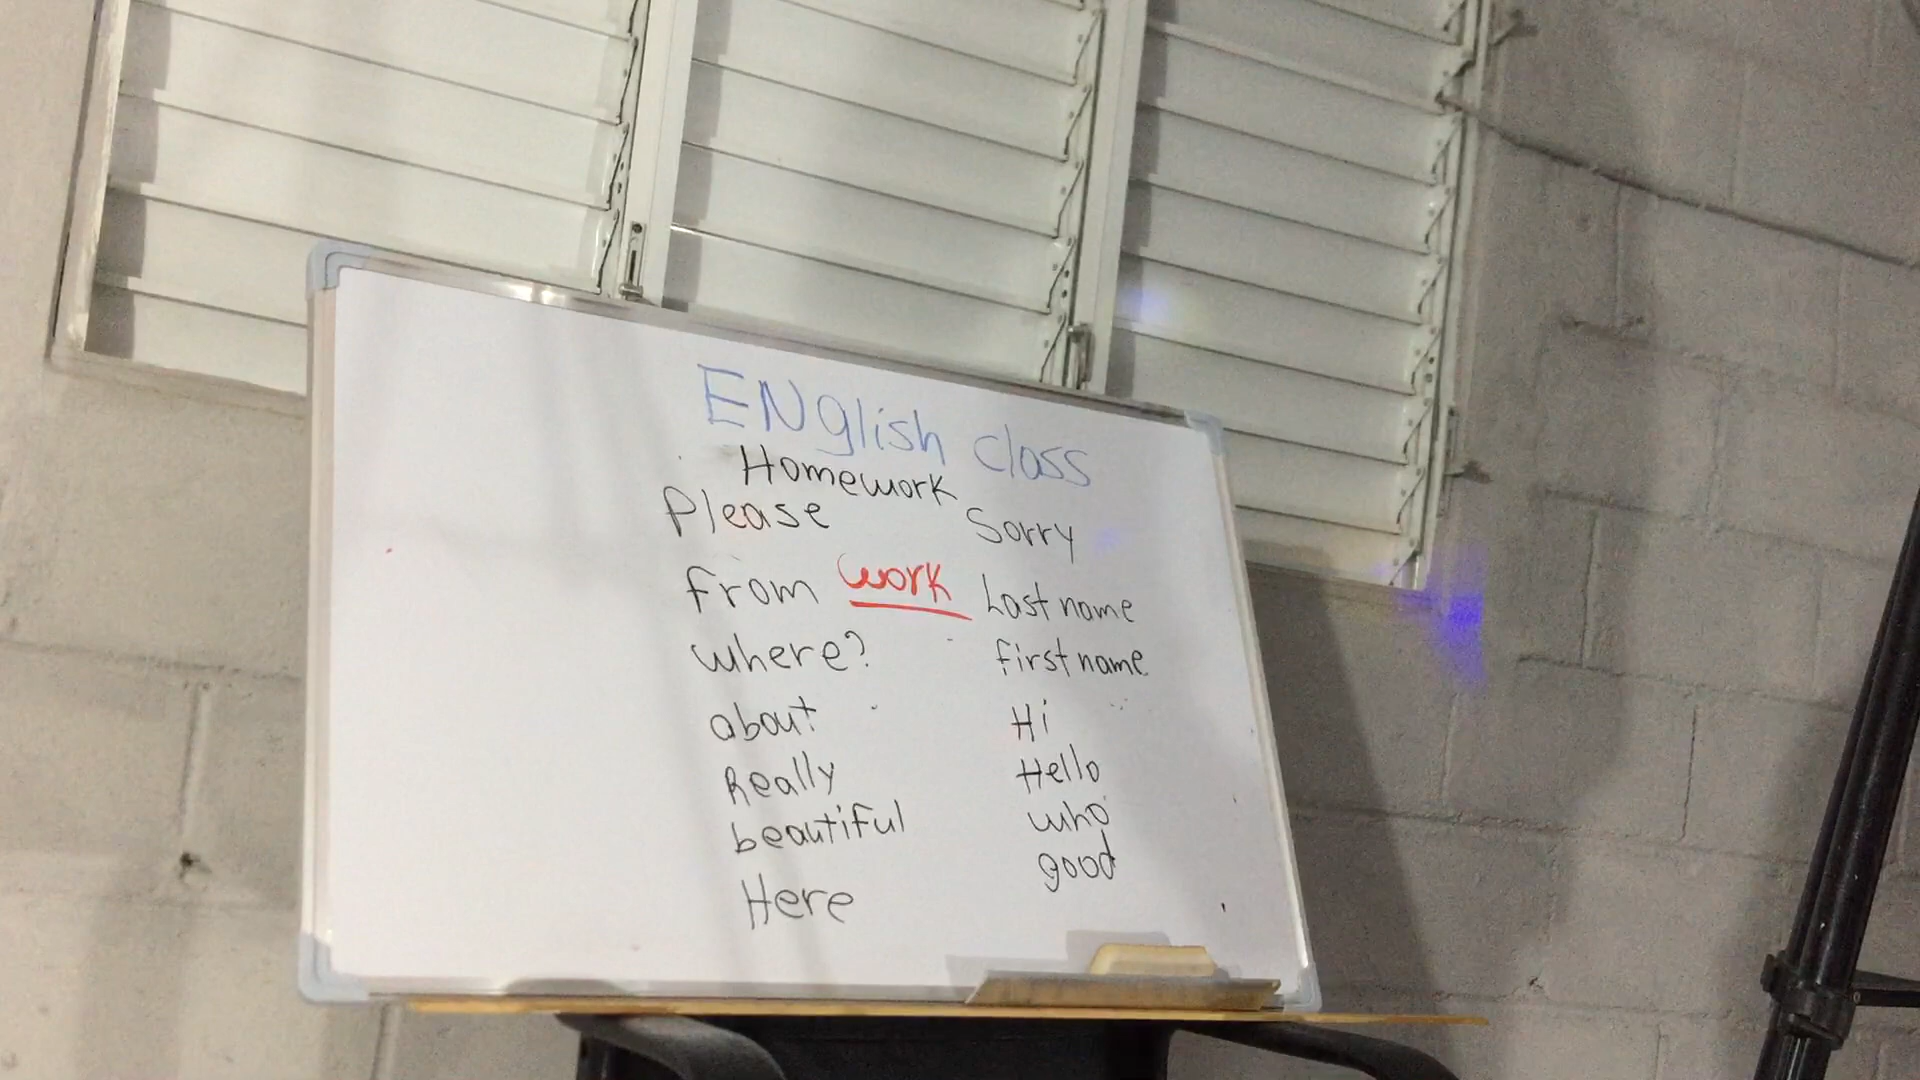 ENglish class
Homework
Please Sorry
from work Last name
where? first name
about Hi
Really Hello
beautiful who
Here good